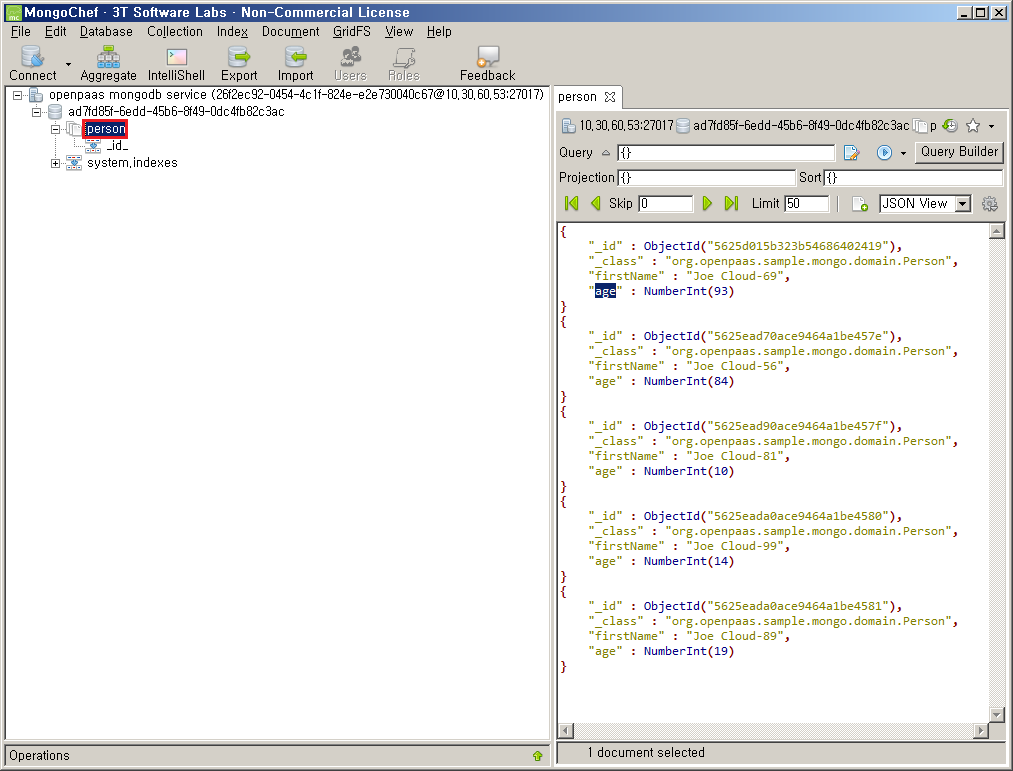 MongoChef - 3T Software Labs - Non-Commercial License
File Edit Database Collection Index Document GridFS View Help
Connect Aggregate IntelliShell Export Import Users Roles Feedback
openpaas mongodb service (26f2ec92-0454-4c1f-824e-e2e730040c67@10,30,60,53:27017)
ad7fd85f-6edd-45b6-8f49-0dc4fb82c3ac
person
_id_
system,indexes
Operations
person
10,30,60,53:27017 ad7fd85f-6edd-45b6-8f49-0dc4fb82c3ac p
Query {} Query Builder
Projection {} Sort {}
Skip 0 Limit 50 JSON View
{
"_id" : ObjectId("5625d015b323b54686402419"),
"_class" : "org.openpaas.sample.mongo.domain.Person",
"firstName" : "Joe Cloud-69",
"age" : NumberInt(93)
}
{
"_id" : ObjectId("5625ead70ace9464a1be457e"),
"_class" : "org.openpaas.sample.mongo.domain.Person",
"firstName" : "Joe Cloud-56",
"age" : NumberInt(84)
}
{
"_id" : ObjectId("5625ead90ace9464a1be457f"),
"_class" : "org.openpaas.sample.mongo.domain.Person",
"firstName" : "Joe Cloud-81",
"age" : NumberInt(10)
}
{
"_id" : ObjectId("5625eada0ace9464a1be4580"),
"_class" : "org.openpaas.sample.mongo.domain.Person",
"firstName" : "Joe Cloud-99",
"age" : NumberInt(14)
}
{
"_id" : ObjectId("5625eada0ace9464a1be4581"),
"_class" : "org.openpaas.sample.mongo.domain.Person",
"firstName" : "Joe Cloud-89",
"age" : NumberInt(19)
}
1 document selected